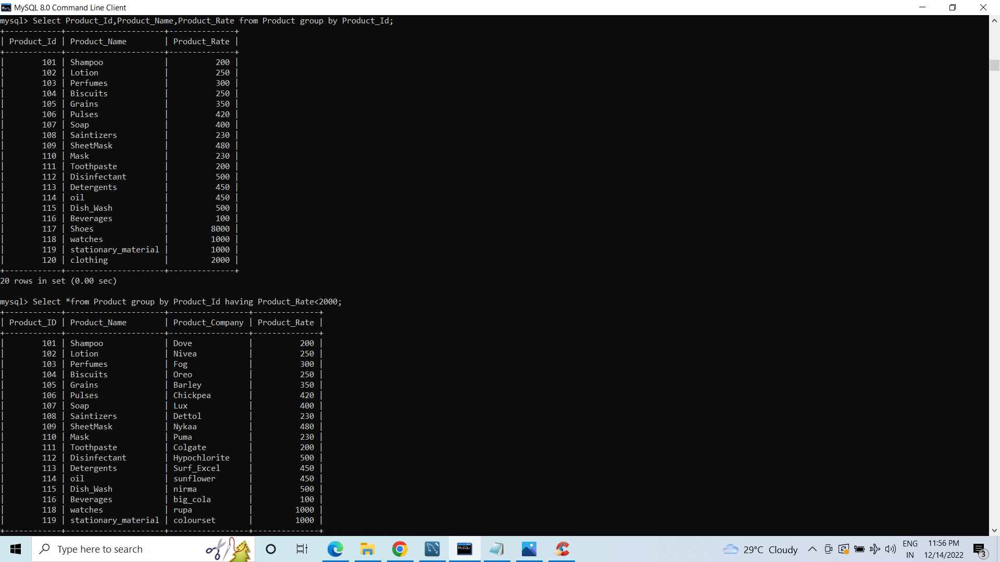 MySQL 8.0 Command Line Client
mysql> Select Product_Id,Product_Name,Product_Rate from Product group by Product_Id;
+------------+---------------------+--------------+
| Product_Id | Product_Name        | Product_Rate |
+------------+---------------------+--------------+
|        101 | Shampoo             |          200 |
|        102 | Lotion              |          250 |
|        103 | Perfumes            |          300 |
|        104 | Biscuits            |          250 |
|        105 | Grains              |          350 |
|        106 | Pulses              |          420 |
|        107 | Soap                |          400 |
|        108 | Saintizers          |          230 |
|        109 | SheetMask           |          480 |
|        110 | Mask                |          230 |
|        111 | Toothpaste          |          200 |
|        112 | Disinfectant        |          500 |
|        113 | Detergents          |          450 |
|        114 | oil                 |          450 |
|        115 | Dish_Wash           |          500 |
|        116 | Beverages           |          100 |
|        117 | Shoes               |         8000 |
|        118 | watches             |         1000 |
|        119 | stationary_material |         1000 |
|        120 | clothing            |         2000 |
+------------+---------------------+--------------+
20 rows in set (0.00 sec)
mysql> Select *from Product group by Product_Id having Product_Rate<2000;
+------------+---------------------+-----------------+--------------+
| Product_ID | Product_Name        | Product_Company | Product_Rate |
+------------+---------------------+-----------------+--------------+
|        101 | Shampoo             | Dove            |          200 |
|        102 | Lotion              | Nivea           |          250 |
|        103 | Perfumes            | Fog             |          300 |
|        104 | Biscuits            | Oreo            |          250 |
|        105 | Grains              | Barley          |          350 |
|        106 | Pulses              | Chickpea        |          420 |
|        107 | Soap                | Lux             |          400 |
|        108 | Saintizers          | Dettol          |          230 |
|        109 | SheetMask           | Nykaa           |          480 |
|        110 | Mask                | Puma            |          230 |
|        111 | Toothpaste          | Colgate         |          200 |
|        112 | Disinfectant        | Hypochlorite    |          500 |
|        113 | Detergents          | Surf_Excel      |          450 |
|        114 | oil                 | sunflower       |          450 |
|        115 | Dish_Wash           | nirma           |          500 |
|        116 | Beverages           | big_cola        |          100 |
|        118 | watches             | rupa            |         1000 |
|        119 | stationary_material | colourset       |         1000 |
+------------+---------------------+-----------------+--------------+
Type here to search
MySQL
29°C Cloudy
ENG
IN
11:56 PM
12/14/2022
3